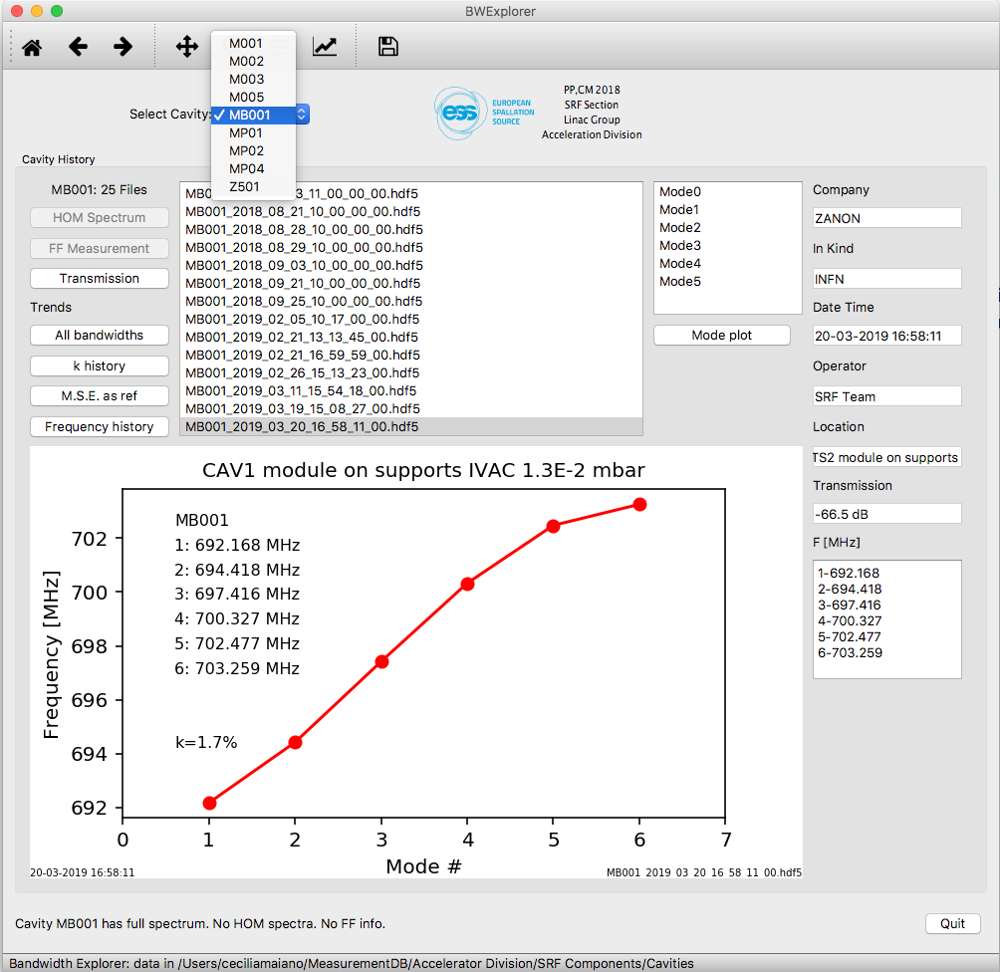 BWExplorer
M001
M002
M003
M005
Select Cavity:
MB001
MP01
MP02
MP04
Z501
ess
EUROPEAN
SPALLATION
SOURCE
PP,CM 2018
SRF Section
Linac Group
Acceleration Division
Cavity History
MB001: 25 Files
HOM Spectrum
FF Measurement
Transmission
Trends
All bandwidths
k history
M.S.E. as ref
Frequency history
3_11_00_00_00.hdf5
MB001_2018_08_21_10_00_00_00.hdf5
MB001_2018_08_28_10_00_00_00.hdf5
MB001_2018_08_29_10_00_00_00.hdf5
MB001_2018_09_03_10_00_00_00.hdf5
MB001_2018_09_21_10_00_00_00.hdf5
MB001_2018_09_25_10_00_00_00.hdf5
MB001_2019_02_05_10_17_00_00.hdf5
MB001_2019_02_21_13_13_45_00.hdf5
MB001_2019_02_21_16_59_59_00.hdf5
MB001_2019_02_26_15_13_23_00.hdf5
MB001_2019_03_11_15_54_18_00.hdf5
MB001_2019_03_19_15_08_27_00.hdf5
MB001_2019_03_20_16_58_11_00.hdf5
Mode0
Mode1
Mode2
Mode3
Mode4
Mode5
Mode plot
Company
ZANON
In Kind
INFN
Date Time
20-03-2019 16:58:11
Operator
SRF Team
Location
TS2 module on supports
Transmission
-66.5 dB
F [MHz]
1-692.168
2-694.418
3-697.416
4-700.327
5-702.477
6-703.259
CAV1 module on supports IVAC 1.3E-2 mbar
MB001
1: 692.168 MHz
2: 694.418 MHz
3: 697.416 MHz
4: 700.327 MHz
5: 702.477 MHz
6: 703.259 MHz
k=1.7%
Frequency [MHz]
702
700
698
696
694
692
0 1 2 3 4 5 6 7
Mode #
20-03-2019 16:58:11
MB001_2019_03_20_16_58_11_00.hdf5
Cavity MB001 has full spectrum. No HOM spectra. No FF info.
Quit
Bandwidth Explorer: data in /Users/ceciliamaiano/MeasurementDB/Accelerator Division/SRF Components/Cavities